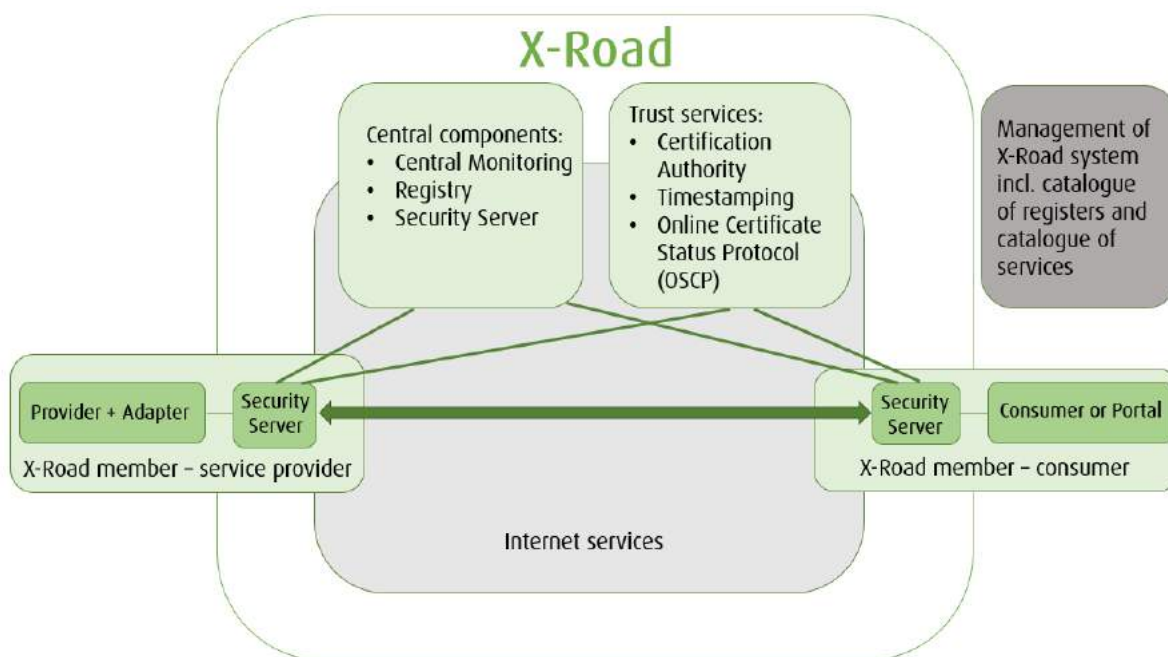 X-Road
Central components:
• Central Monitoring
• Registry
• Security Server
Trust services:
• Certification
Authority
• Timestamping
• Online Certificate
Status Protocol
(OSCP)
Management of
X-Road system
incl. catalogue
of registers and
catalogue of
services
Provider + Adapter
Security
Server
X-Road member – service provider
Security
Server
Consumer or Portal
X-Road member – consumer
Internet services